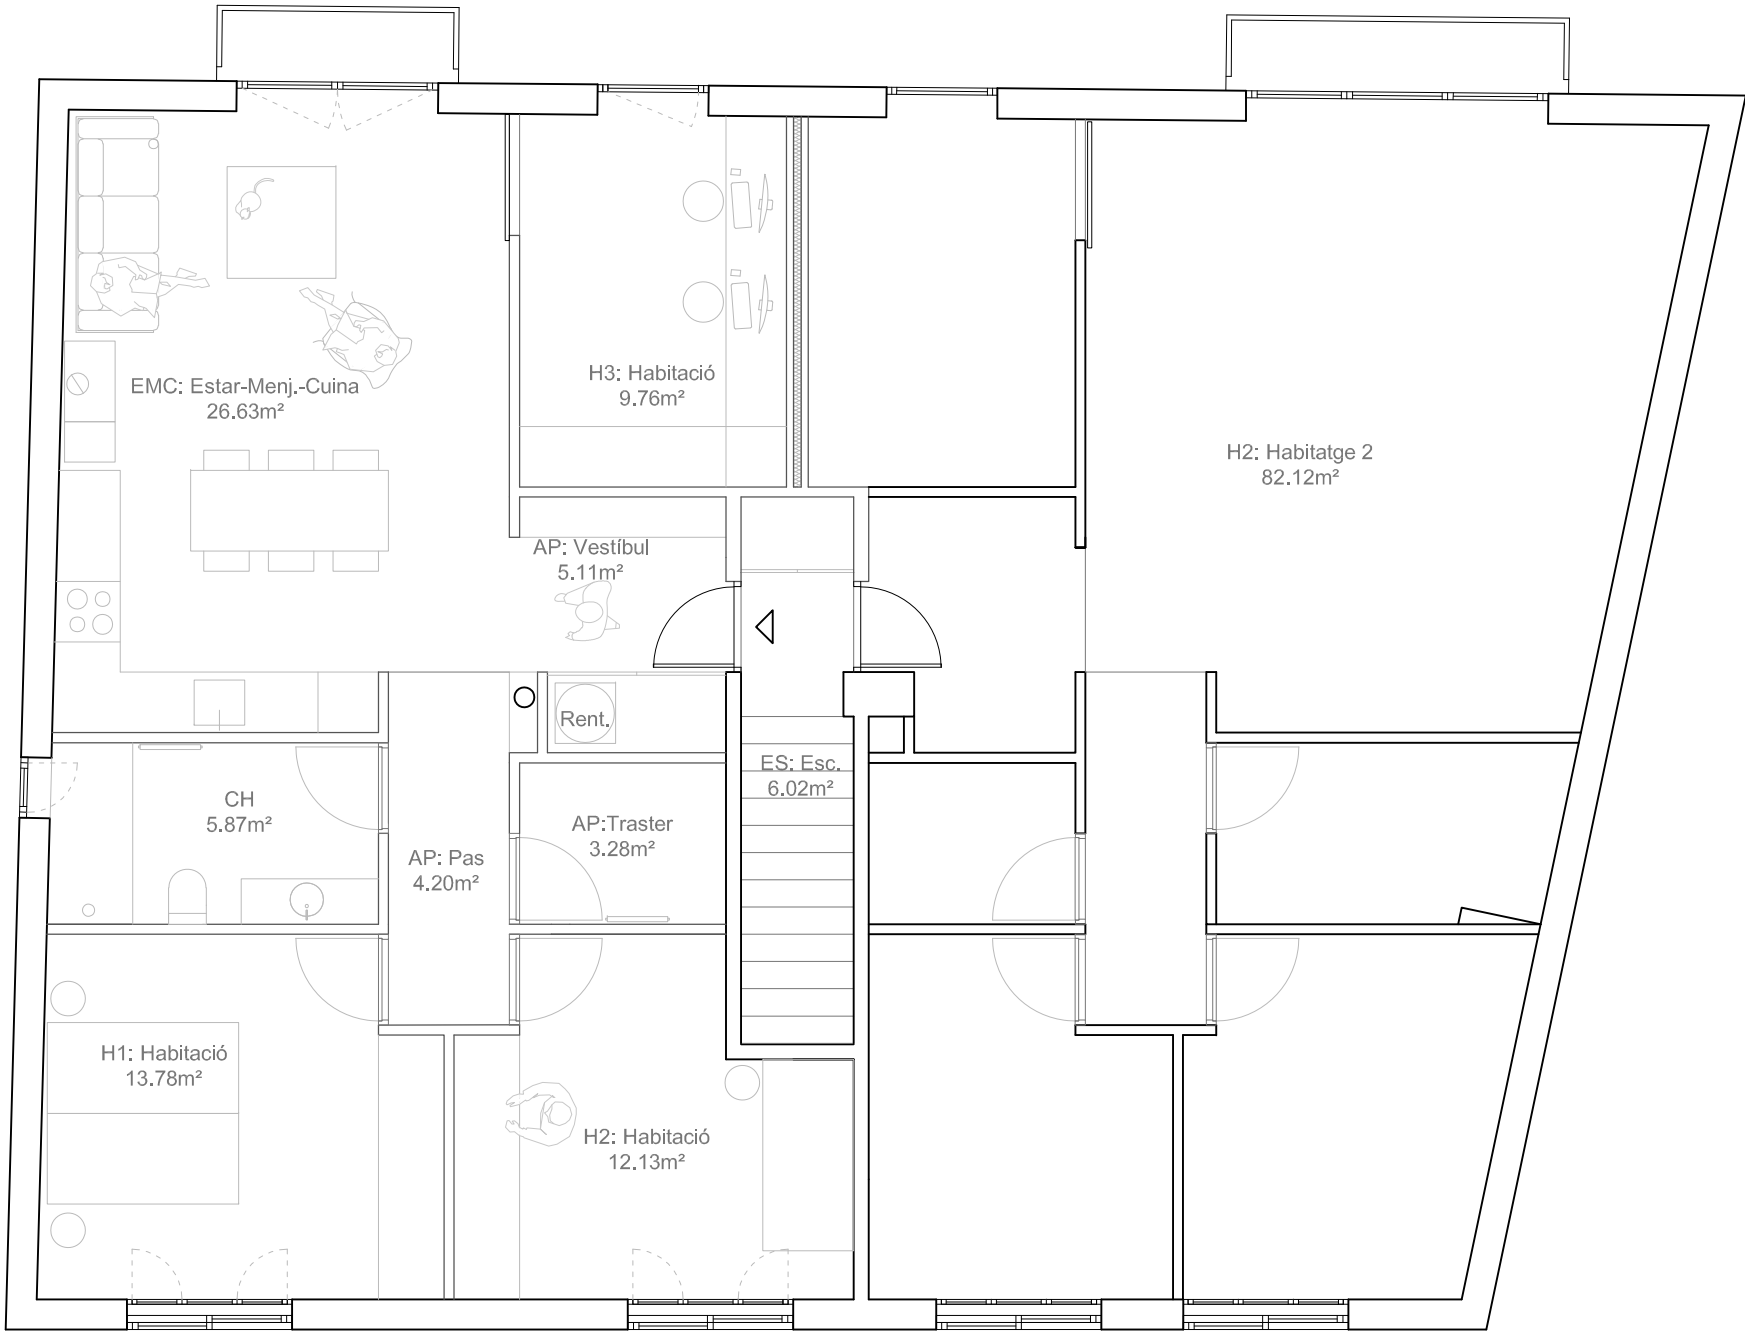 EMC: Estar-Menj.-Cuina
26.63m²
H3: Habitació
9.76m²
H2: Habitatge 2
82.12m²
AP: Vestíbul
5.11m²
Rent.
ES: Esc.
6.02m²
CH
5.87m²
AP:Traster
3.28m²
AP: Pas
4.20m²
H1: Habitació
13.78m²
H2: Habitació
12.13m²